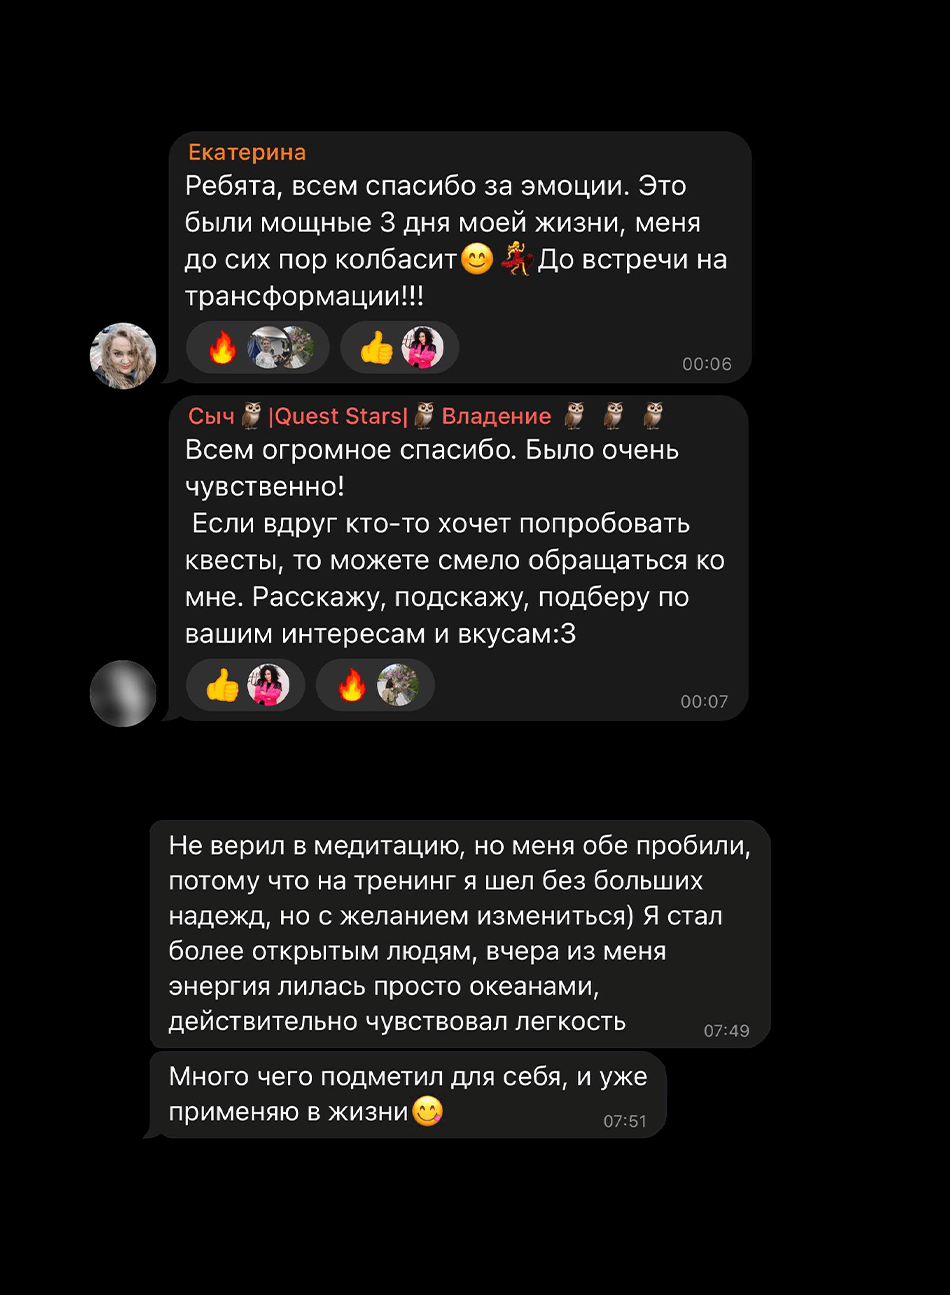 Екатерина
Ребята, всем спасибо за эмоции. Это
были мощные 3 дня моей жизни, меня
до сих пор колбасит😊💃До встречи на
трансформации!!!
🔥 👍 00:06
Сыч🦉|Quest Stars|🦉Владение 🦉 🦉 🦉
Всем огромное спасибо. Было очень
чувственно!
Если вдруг кто-то хочет попробовать
квесты, то можете смело обращаться ко
мне. Расскажу, подскажу, подберу по
вашим интересам и вкусам:3
👍 🔥 00:07
Не верил в медитацию, но меня обе пробили,
потому что на тренинг я шел без больших
надежд, но с желанием измениться) Я стал
более открытым людям, вчера из меня
энергия лилась просто океанами,
действительно чувствовал легкость
07:49
Много чего подметил для себя, и уже
применяю в жизни😋
07:51